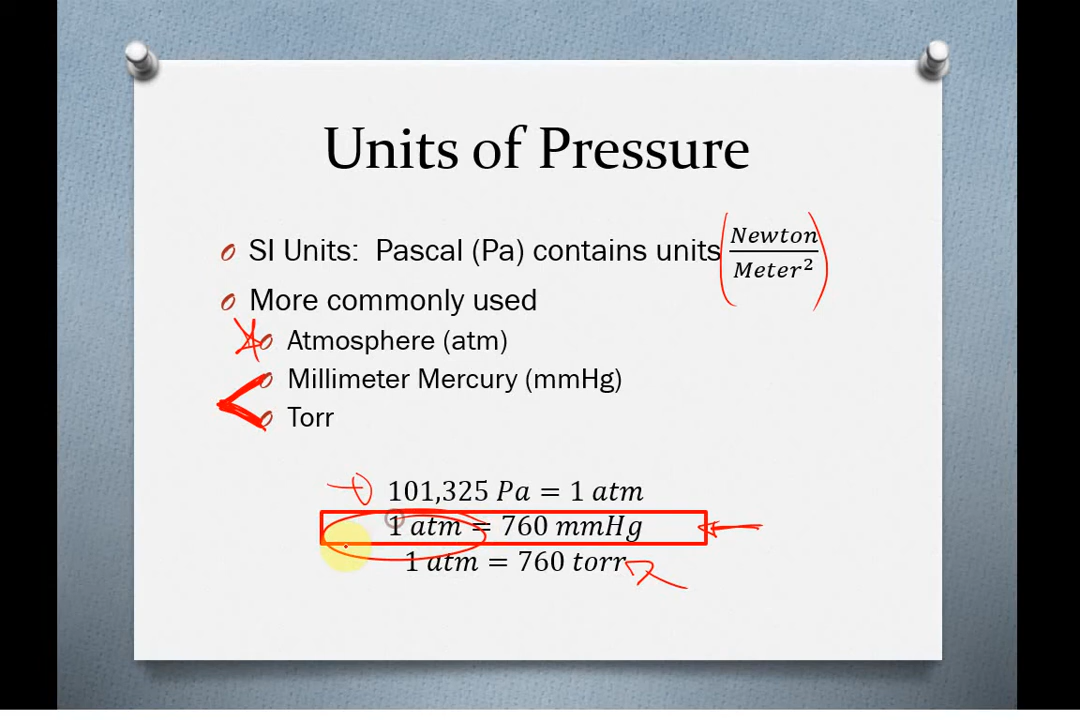 Units of Pressure
SI Units: Pascal (Pa) contains units Newton/Meter²
More commonly used
Atmosphere (atm)
Millimeter Mercury (mmHg)
Torr
101,325 Pa = 1 atm
1 atm = 760 mmHg
1 atm = 760 torr